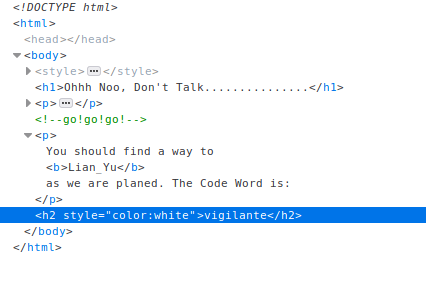 <!DOCTYPE html>
<html>
<head></head>
<body>
<style>…</style>
<h1>Ohhh Noo, Don't Talk...............</h1>
<p>…</p>
<!--go!go!go!-->
<p>
You should find a way to
<b>Lian_Yu</b>
as we are planed. The Code Word is:
</p>
<h2 style="color:white">vigilante</h2>
</body>
</html>